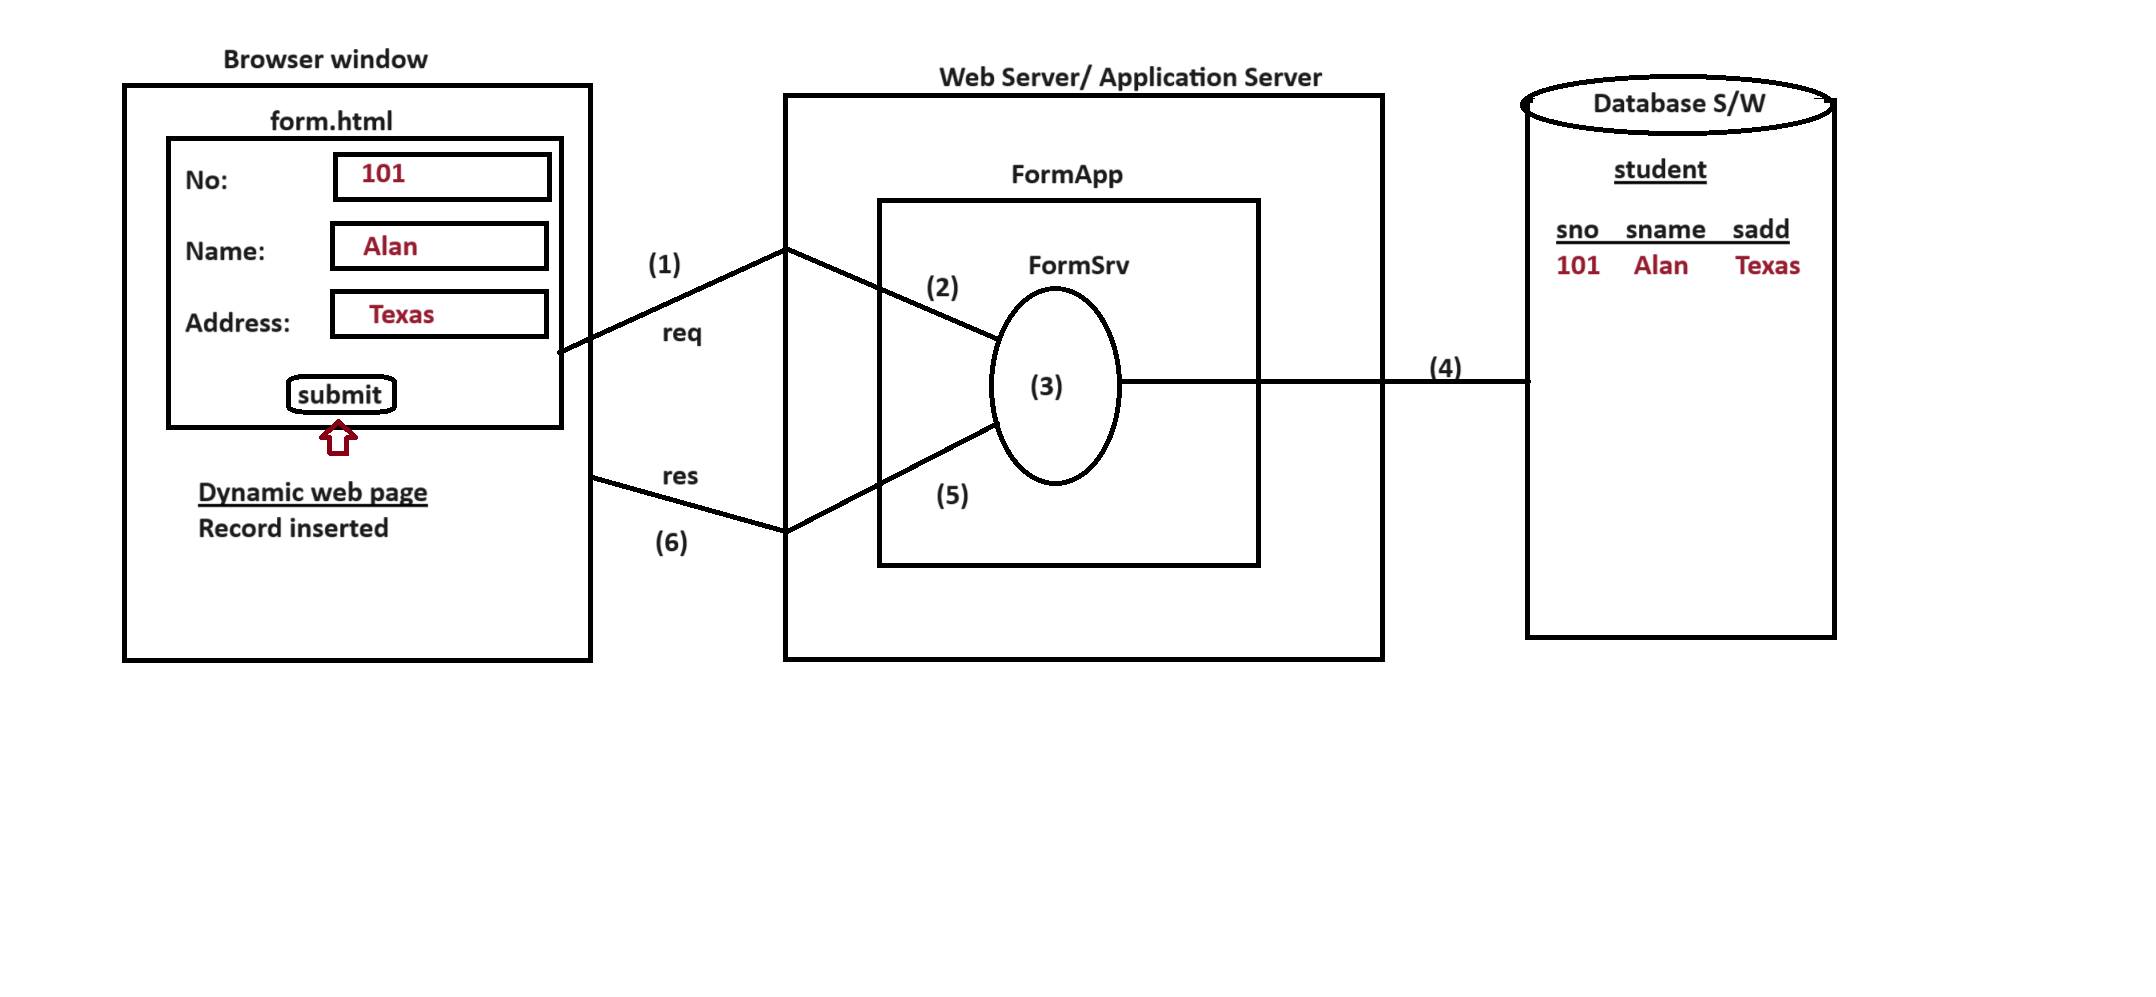 Browser window
form.html
No: 101
Name: Alan
Address: Texas
submit
Dynamic web page
Record inserted
(1)
req
res
(6)
Web Server/ Application Server
FormApp
FormSrv
(2)
(3)
(5)
(4)
Database S/W
student
sno sname sadd
101 Alan Texas